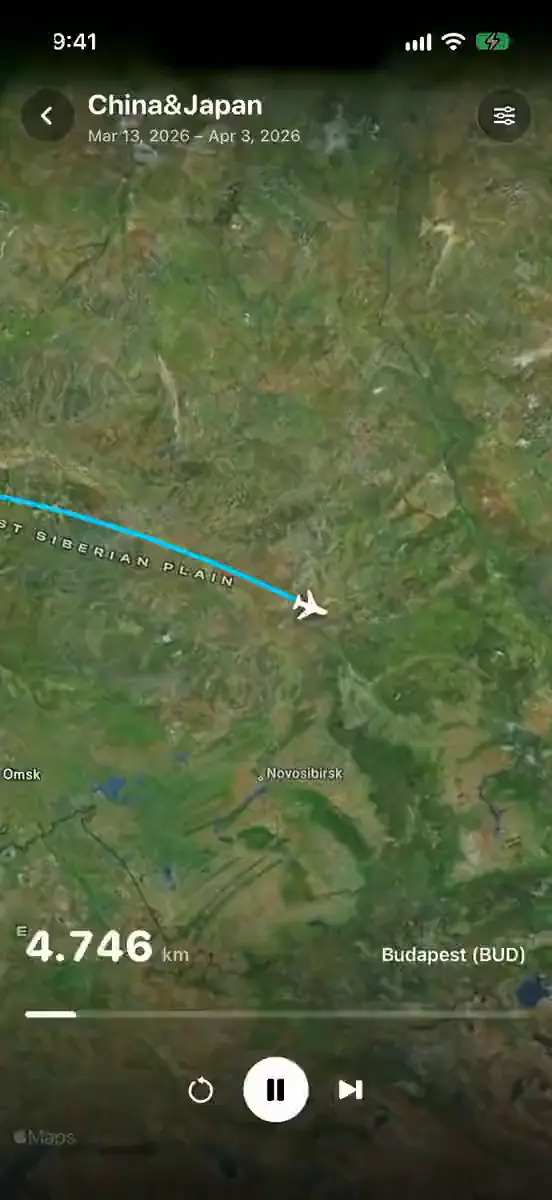 9:41
China&Japan
Mar 13, 2026 – Apr 3, 2026
ST SIBERIAN PLAIN
Omsk
Novosibirsk
E
4.746 km
Budapest (BUD)
Maps